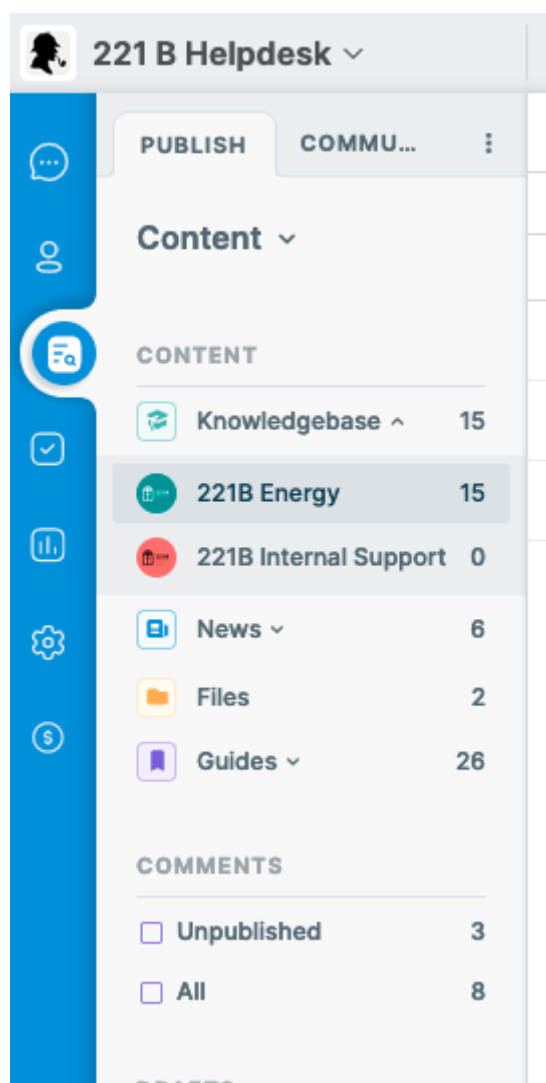 221 B Helpdesk
PUBLISH COMMU...
Content
CONTENT
Knowledgebase 15
221B Energy 15
221B Internal Support 0
News 6
Files 2
Guides 26
COMMENTS
Unpublished 3
All 8